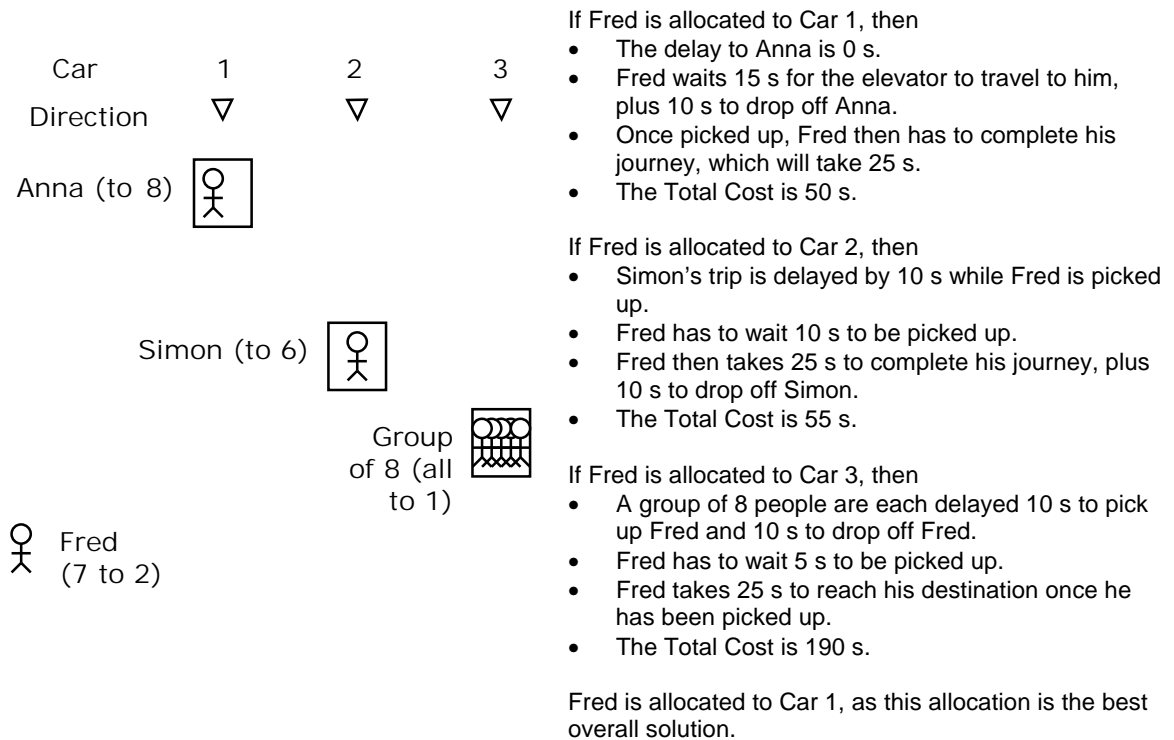 Car 1 2 3
Direction
Anna (to 8)
Simon (to 6)
Group
of 8 (all
to 1)
Fred
(7 to 2)
If Fred is allocated to Car 1, then
• The delay to Anna is 0 s.
• Fred waits 15 s for the elevator to travel to him,
plus 10 s to drop off Anna.
• Once picked up, Fred then has to complete his
journey, which will take 25 s.
• The Total Cost is 50 s.
If Fred is allocated to Car 2, then
• Simon’s trip is delayed by 10 s while Fred is picked
up.
• Fred has to wait 10 s to be picked up.
• Fred then takes 25 s to complete his journey, plus
10 s to drop off Simon.
• The Total Cost is 55 s.
If Fred is allocated to Car 3, then
• A group of 8 people are each delayed 10 s to pick
up Fred and 10 s to drop off Fred.
• Fred has to wait 5 s to be picked up.
• Fred takes 25 s to reach his destination once he
has been picked up.
• The Total Cost is 190 s.
Fred is allocated to Car 1, as this allocation is the best
overall solution.